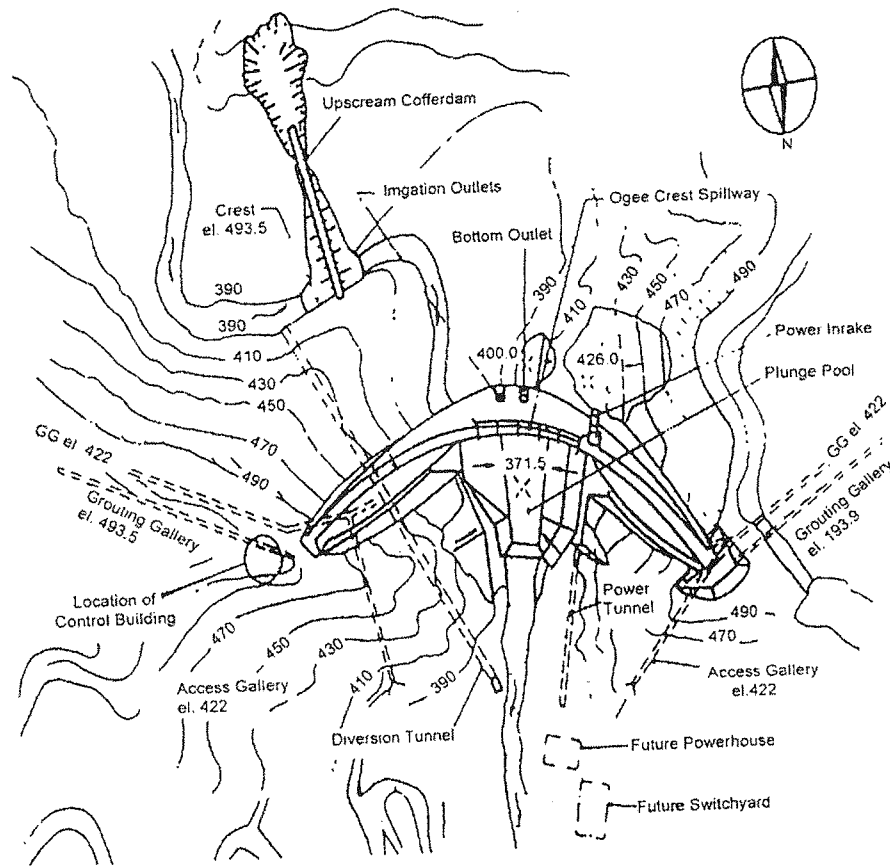 Upscream Cofferdam
N
Imgation Outlets
Ogee Crest Spillway
Crest
el. 493.5
Bottom Outlet
390
430
450
490
390
410
470
390
390
410
Power Inrake
400.0
426.0
430
Plunge Pool
450
GG el. 422
470
GG el. 422
371.5
490
Grouting Gallery
el. 493.5
Grouting Gallery
el. 193.9
Location of
Control Building
Power
Tunnel
490
470
450
430
410
390
470
Access Gallery
el. 422
Access Gallery
el.422
Diversion Tunnel
Future Powerhouse
Future Switchyard